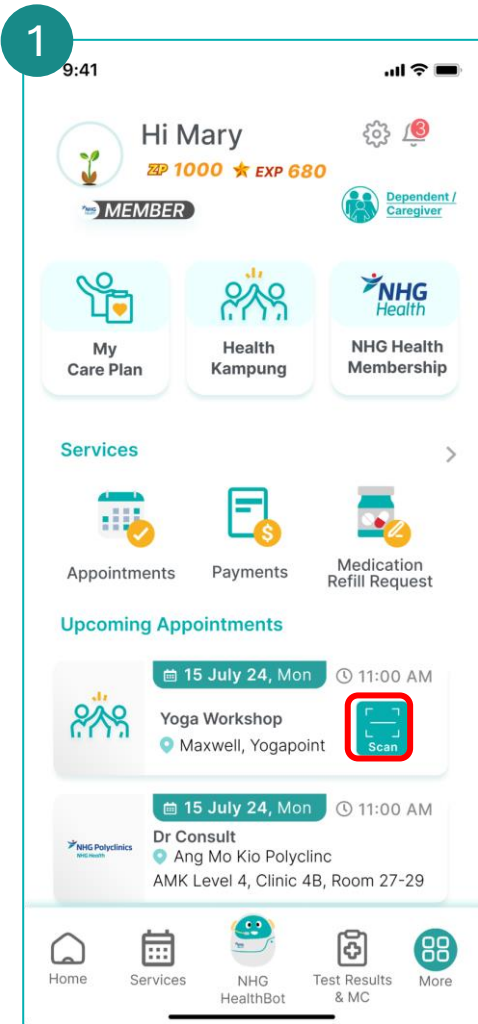 1
9:41
Hi Mary
3
ZP 1000 EXP 680
NHG Health MEMBER
Dependent /
Caregiver
My
Care Plan
Health
Kampung
NHG
Health
NHG Health
Membership
Services
Appointments
Payments
Medication
Refill Request
Upcoming Appointments
15 July 24, Mon 11:00 AM
Yoga Workshop
Maxwell, Yogapoint
Scan
15 July 24, Mon 11:00 AM
NHG Polyclinics
NHG Health
Dr Consult
Ang Mo Kio Polyclinc
AMK Level 4, Clinic 4B, Room 27-29
Home
Services
NHG
HealthBot
Test Results
& MC
More